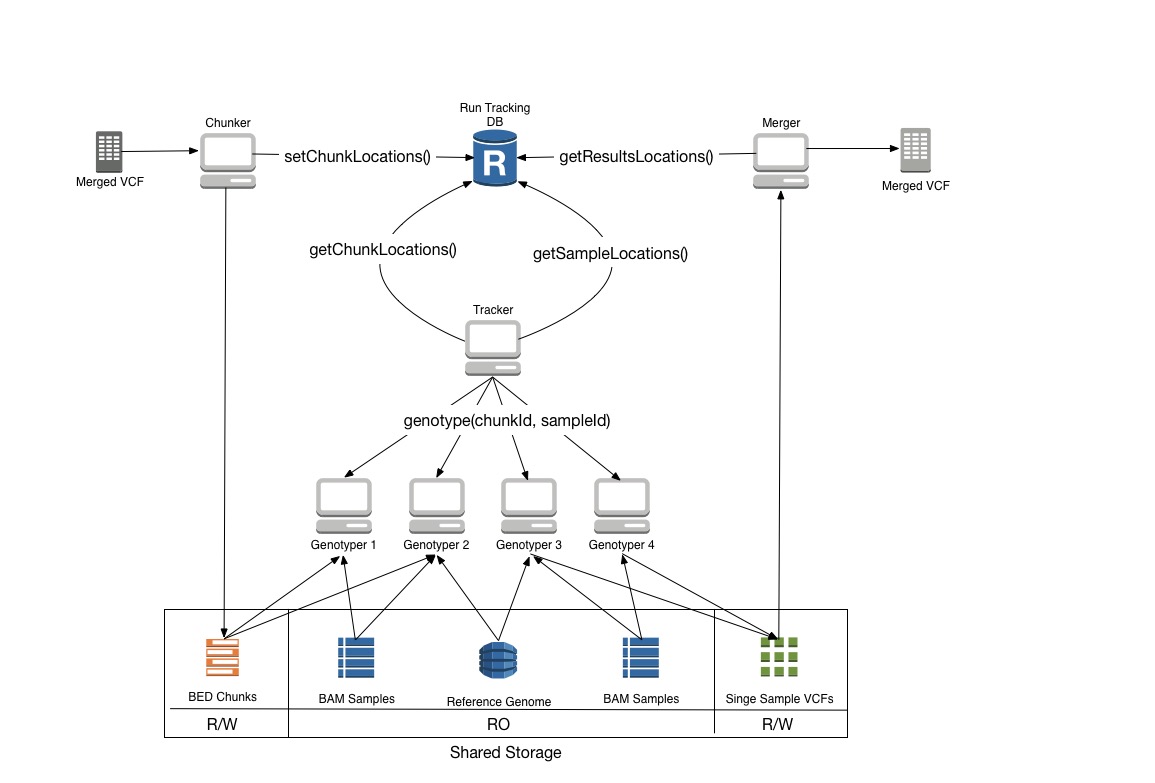 Run Tracking
DB
Chunker
Merger
R
setChunkLocations()
getResultsLocations()
Merged VCF
Merged VCF
getChunkLocations()
getSampleLocations()
Tracker
genotype(chunkId, sampleId)
Genotyper 1
Genotyper 2
Genotyper 3
Genotyper 4
BED Chunks
BAM Samples
Reference Genome
BAM Samples
Singe Sample VCFs
R/W
RO
R/W
Shared Storage